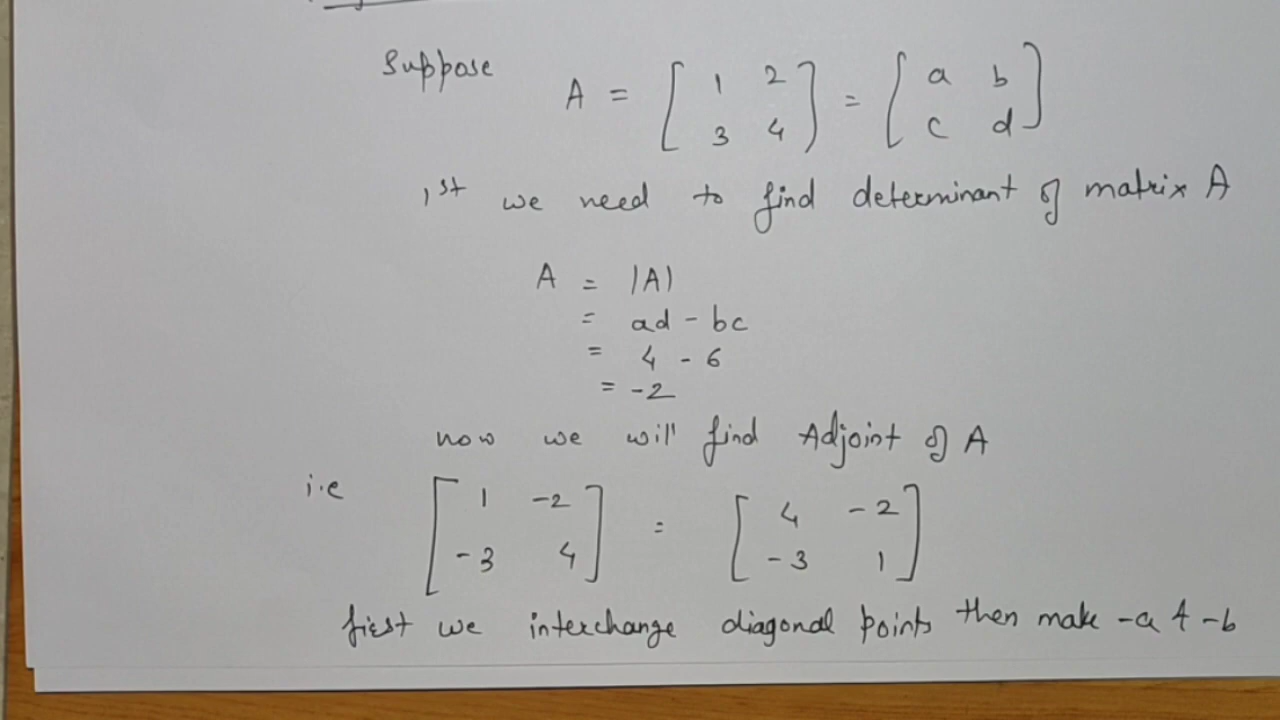 Suppose A = [ 1 2 3 4 ] = [ a b c d ]
1st we need to find determinant of matrix A
A = |A|
= ad - bc
= 4 - 6
= -2
now we will find Adjoint of A
i.e [ 1 -2 -3 4 ] = [ 4 -2 -3 1 ]
first we interchange diagonal points then make -a & -b